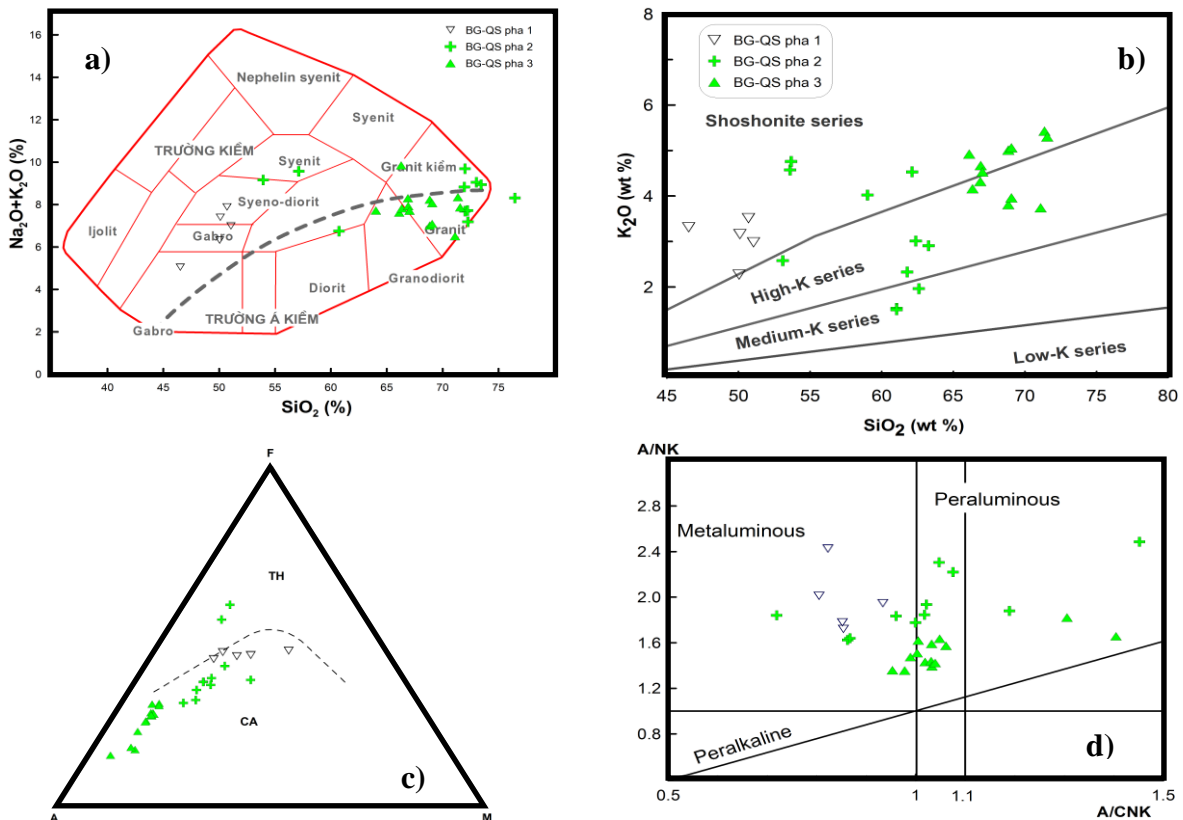 a)
BG-QS pha 1
BG-QS pha 2
BG-QS pha 3
Nephelin syenit
Syenit
TRƯỜNG KIỀM
Syenit
Granit kiềm
Syeno-diorit
Ijolit
Gabro
Granit
Diorit
Granodiorit
TRƯỜNG Á KIỀM
Gabro
16
14
12
10
8
6
4
2
0
Na2O+K2O (%)
40 45 50 55 60 65 70 75
SiO2 (%)
b)
BG-QS pha 1
BG-QS pha 2
BG-QS pha 3
Shoshonite series
High-K series
Medium-K series
Low-K series
8
6
4
2
K2O (wt %)
45 50 55 60 65 70 75 80
SiO2 (wt %)
F
TH
CA
c)
A
M
A/NK
Peraluminous
Metaluminous
Peralkaline
d)
2.8
2.4
2.0
1.6
1.2
0.8
0.5 1 1.1 1.5
A/CNK